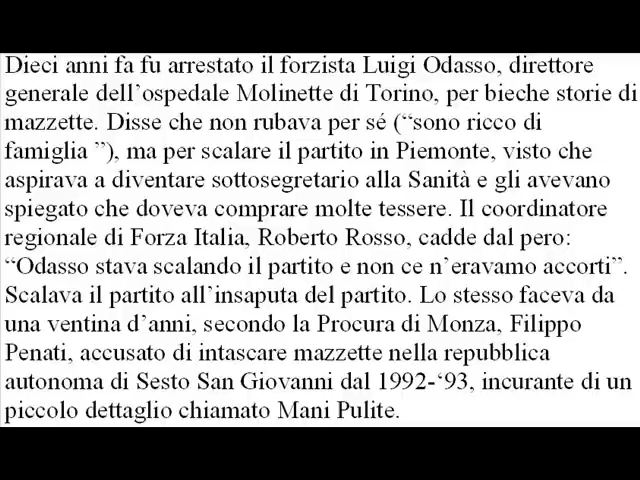 Dieci anni fa fu arrestato il forzista Luigi Odasso, direttore
generale dell’ospedale Molinette di Torino, per bieche storie di
mazzette. Disse che non rubava per sé (“sono ricco di
famiglia ”), ma per scalare il partito in Piemonte, visto che
aspirava a diventare sottosegretario alla Sanità e gli avevano
spiegato che doveva comprare molte tessere. Il coordinatore
regionale di Forza Italia, Roberto Rosso, cadde dal pero:
“Odasso stava scalando il partito e non ce n’eravamo accorti”.
Scalava il partito all’insaputa del partito. Lo stesso faceva da
una ventina d’anni, secondo la Procura di Monza, Filippo
Penati, accusato di intascare mazzette nella repubblica
autonoma di Sesto San Giovanni dal 1992-‘93, incurante di un
piccolo dettaglio chiamato Mani Pulite.